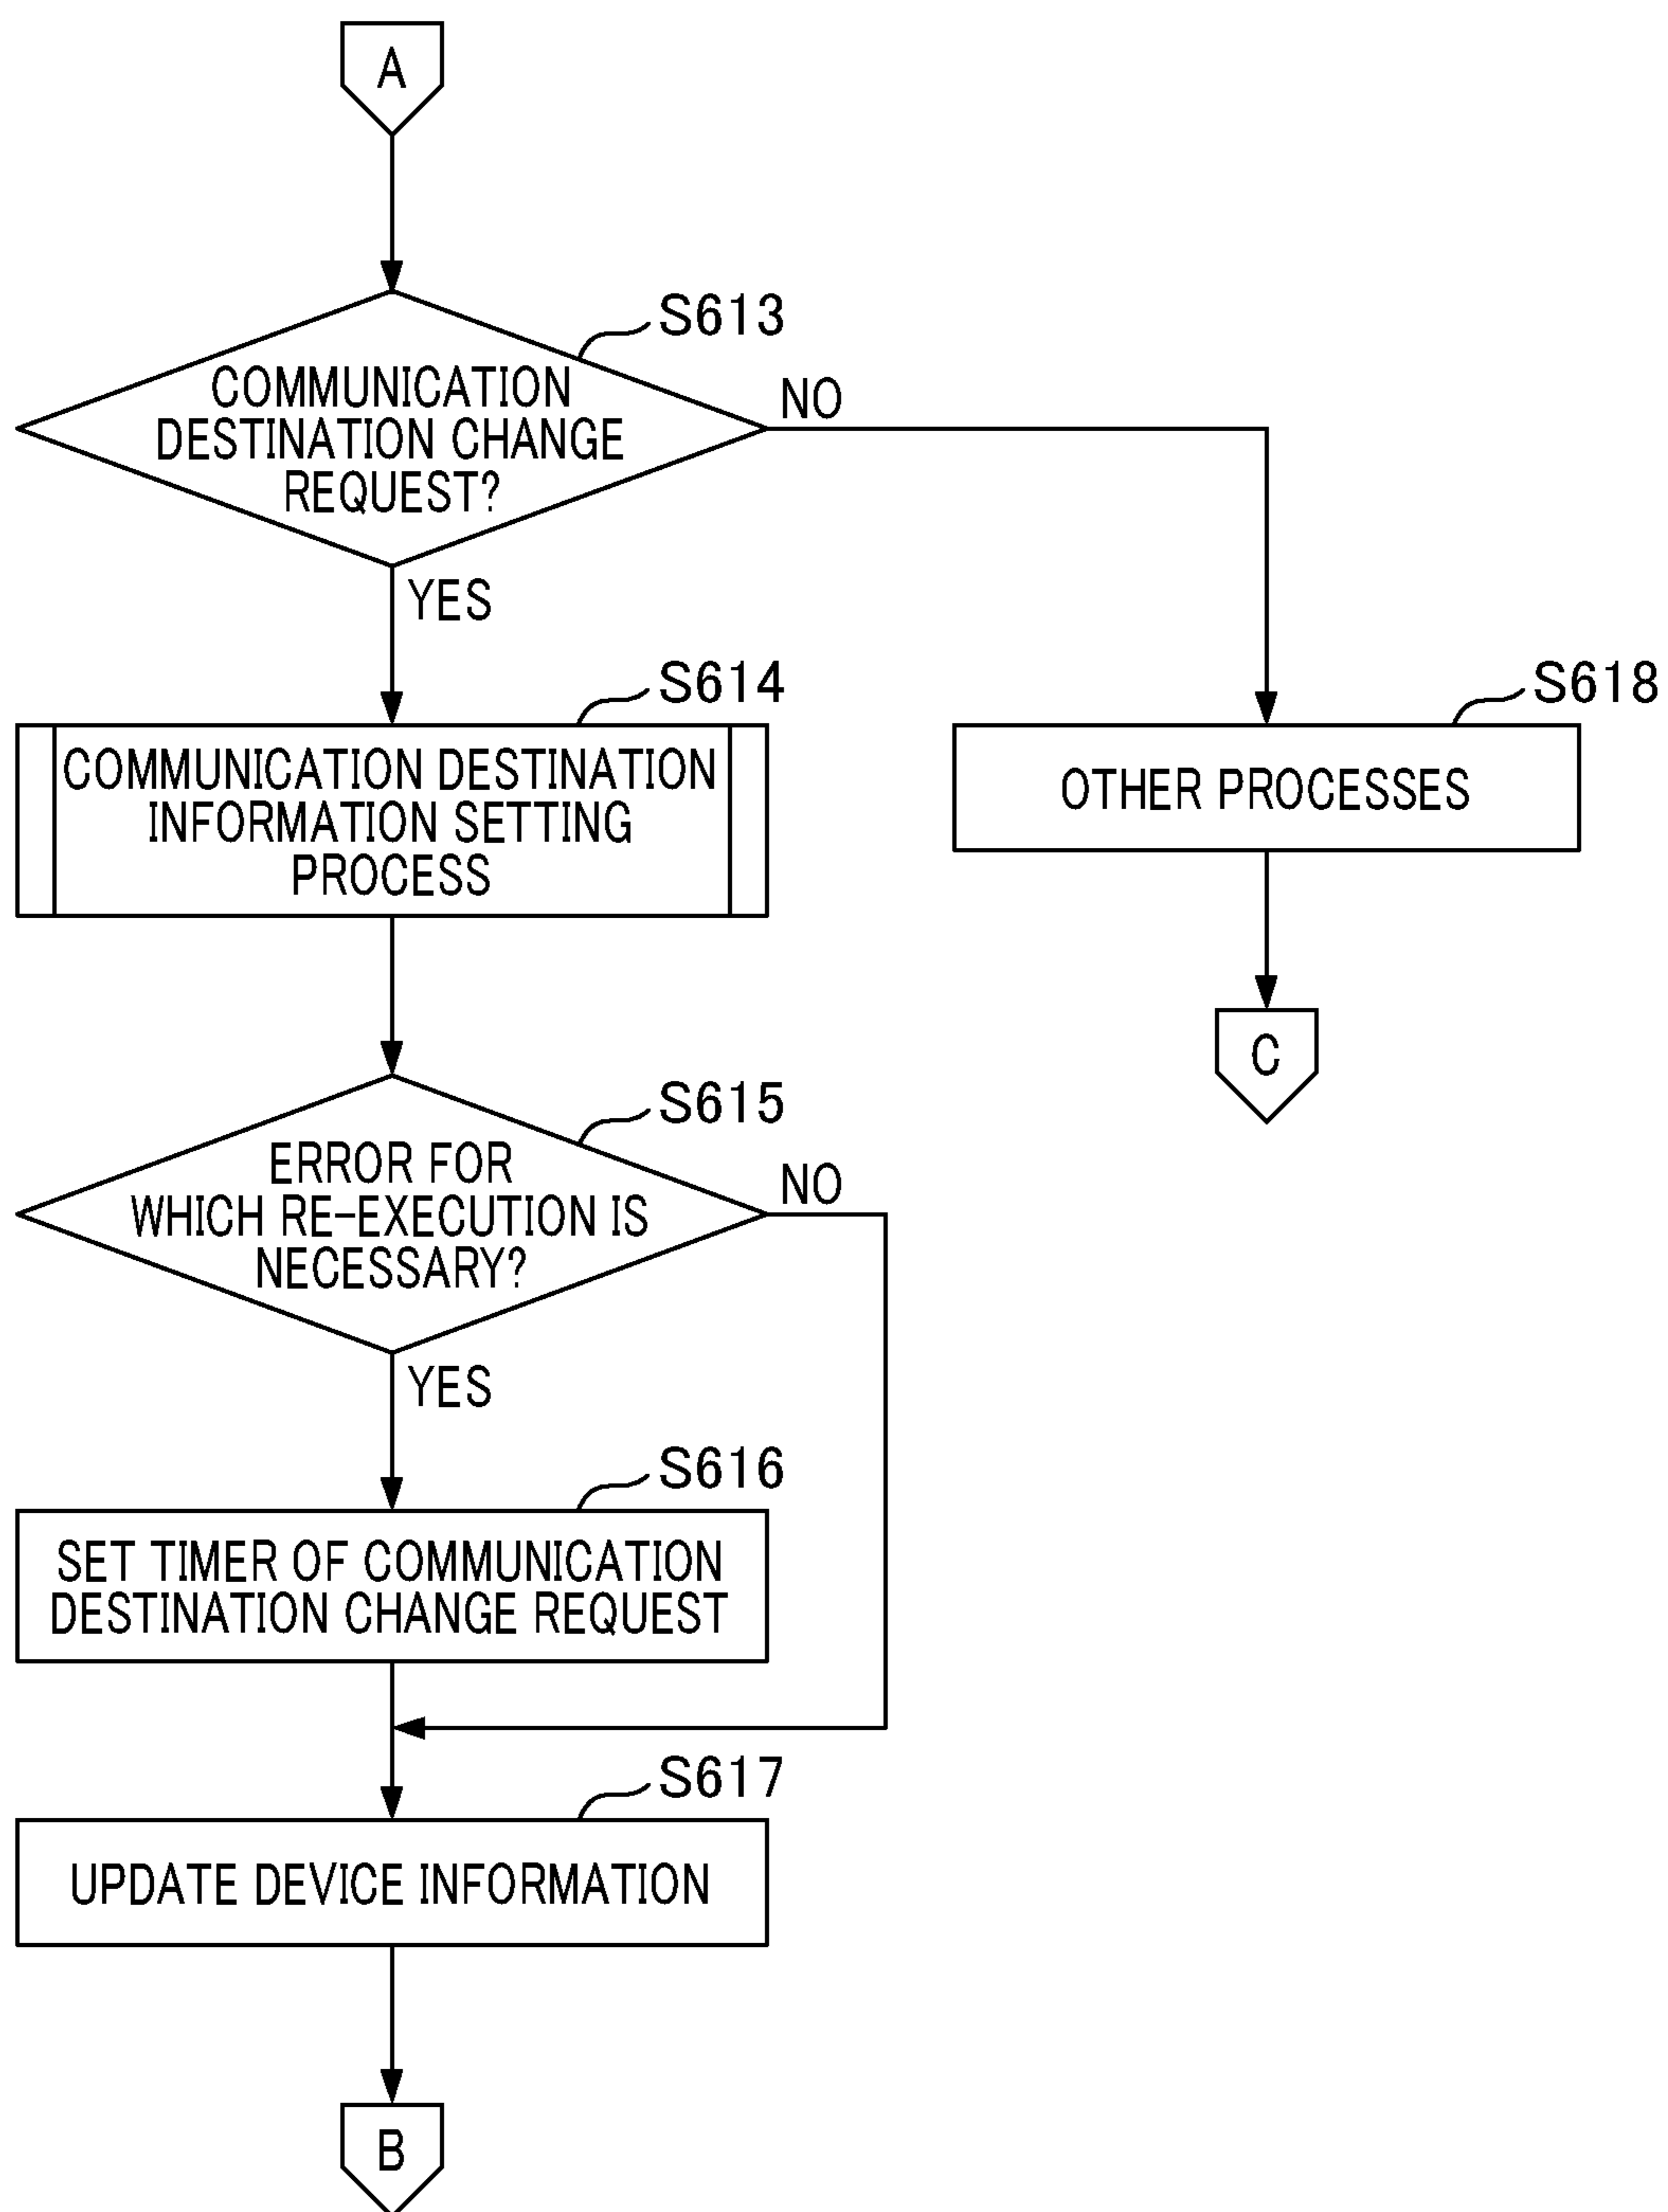 A
S613
COMMUNICATION
DESTINATION CHANGE
REQUEST?
NO
YES
S614
COMMUNICATION DESTINATION
INFORMATION SETTING
PROCESS
S618
OTHER PROCESSES
C
S615
ERROR FOR
WHICH RE-EXECUTION IS
NECESSARY?
NO
YES
S616
SET TIMER OF COMMUNICATION
DESTINATION CHANGE REQUEST
S617
UPDATE DEVICE INFORMATION
B